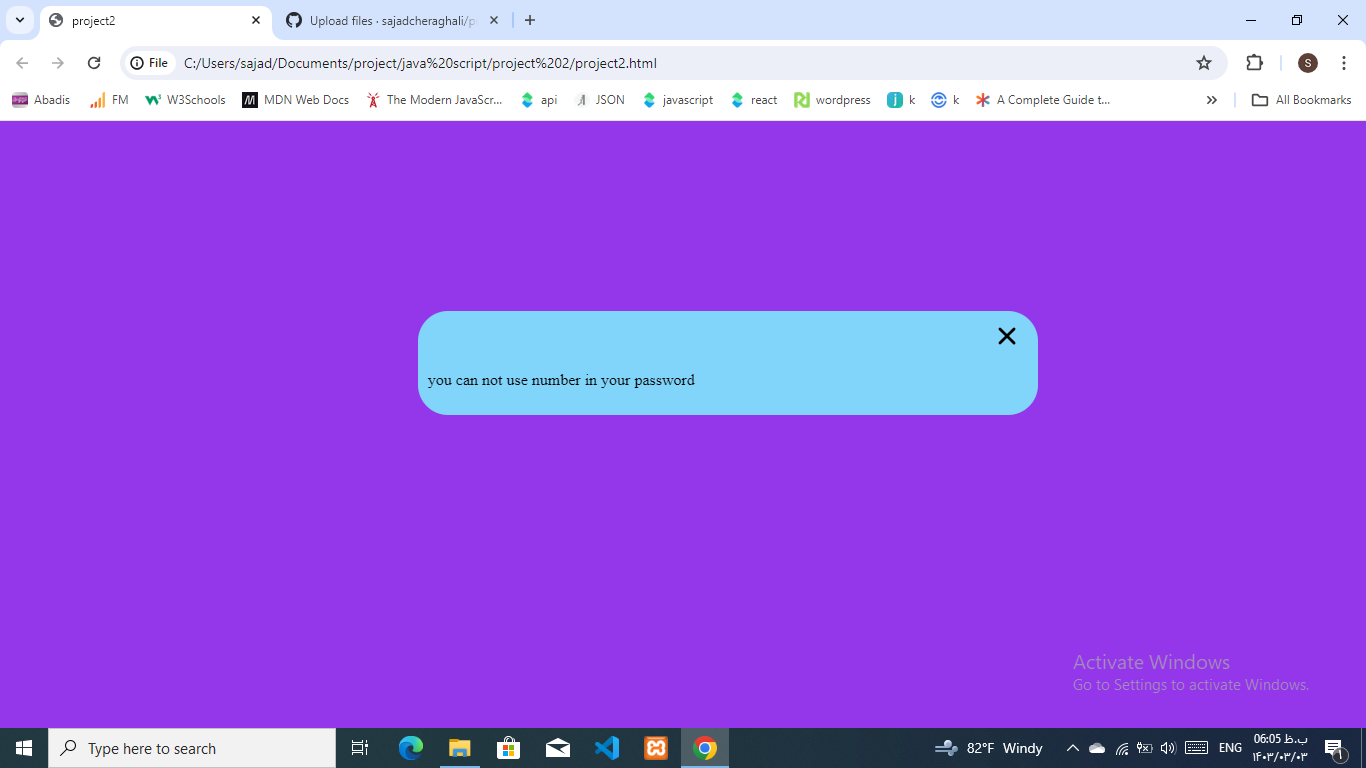 project2
Upload files · sajadcheraghali/p
File
C:/Users/sajad/Documents/project/java%20script/project%202/project2.html
S
Abadis
FM
W3Schools
MDN Web Docs
The Modern JavaScr...
api
JSON
javascript
react
wordpress
k
k
A Complete Guide t...
All Bookmarks
you can not use number in your password
Activate Windows
Go to Settings to activate Windows.
Type here to search
82°F Windy
ENG
06:05 ب.ظ
۱۴۰۳/۰۳/۰۳
1